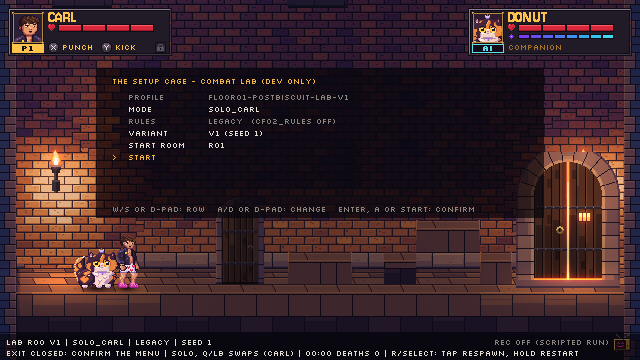 CARL
P1
X PUNCH Y KICK
DONUT
AI COMPANION
THE SETUP CAGE - COMBAT LAB (DEV ONLY)
PROFILE FLOOR01-POSTBISCUIT-LAB-V1
MODE SOLO_CARL
RULES LEGACY (CF02_RULES OFF)
VARIANT V1 (SEED 1)
START ROOM R01
> START
W/S OR D-PAD: ROW A/D OR D-PAD: CHANGE ENTER, A OR START: CONFIRM
LAB R00 V1 | SOLO_CARL | LEGACY | SEED 1
REC OFF (SCRIPTED RUN)
EXIT CLOSED: CONFIRM THE MENU | SOLO, Q/LB SWAPS (CARL) | 00:00 DEATHS 0 | R/SELECT: TAP RESPAWN, HOLD RESTART